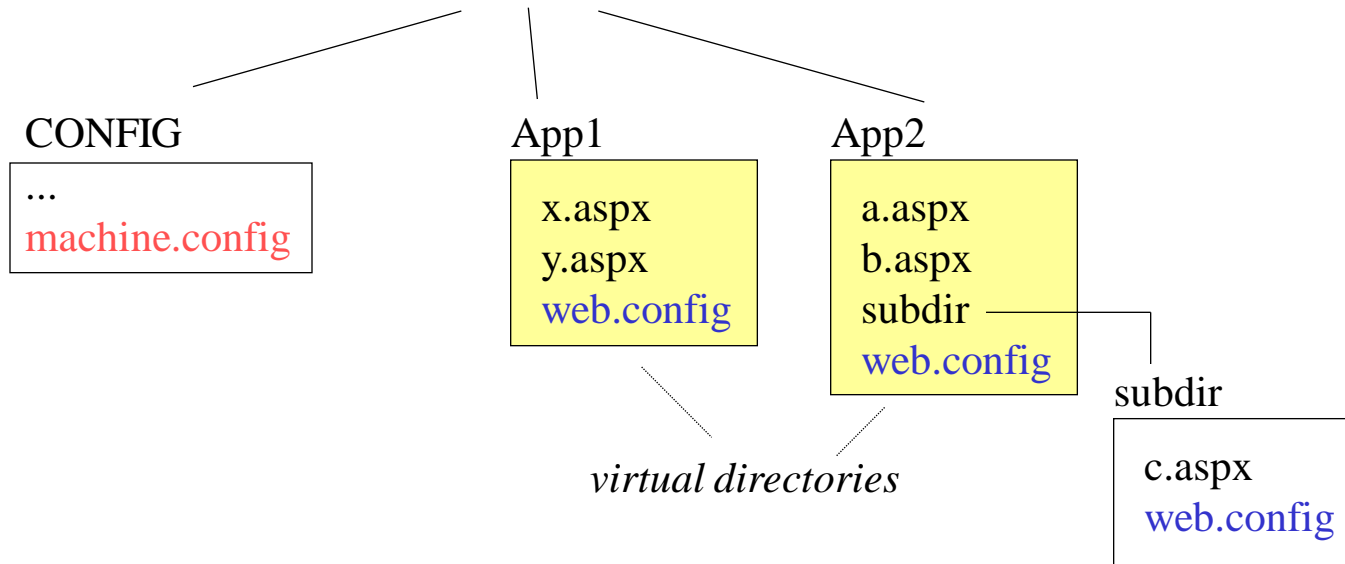 CONFIG
...
machine.config
App1
x.aspx
y.aspx
web.config
App2
a.aspx
b.aspx
subdir
web.config
subdir
c.aspx
web.config
virtual directories